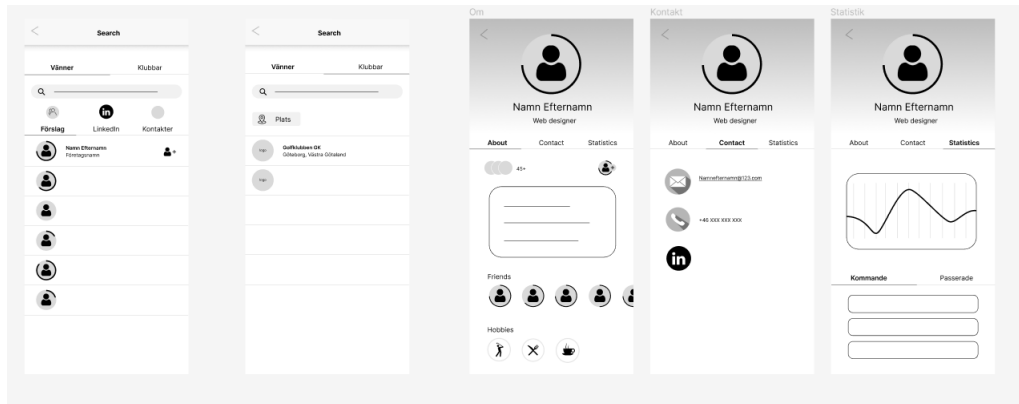 Search
Vänner
Klubbar
Förslag
LinkedIn
Kontakter
Namn Efternamn
Företagsnamn
Search
Vänner
Klubbar
Plats
Golfklubben GK
Göteborg, Västra Götaland
Om
Namn Efternamn
Web designer
About
Contact
Statistics
45+
Friends
Hobbies
Kontakt
Namn Efternamn
Web designer
About
Contact
Statistics
Namnefternamn@123.com
+46 XXX XXX XXX
in
Statistik
Namn Efternamn
Web designer
About
Contact
Statistics
Kommande
Passerade